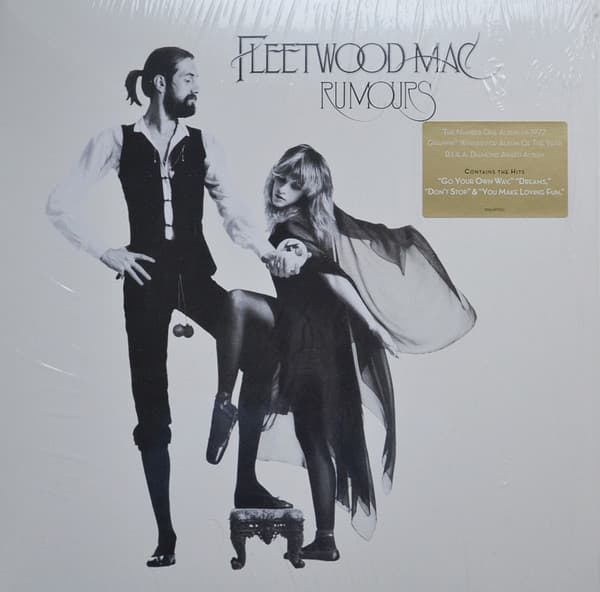 FLEETWOOD MAC
RUMOURS
THE NUMBER ONE ALBUM OF 1977
GRAMMY® WINNER FOR ALBUM OF THE YEAR
R.I.A.A. DIAMOND AWARD ALBUM
CONTAINS THE HITS
"GO YOUR OWN WAY," "DREAMS,"
"DON'T STOP" & "YOU MAKE LOVING FUN."